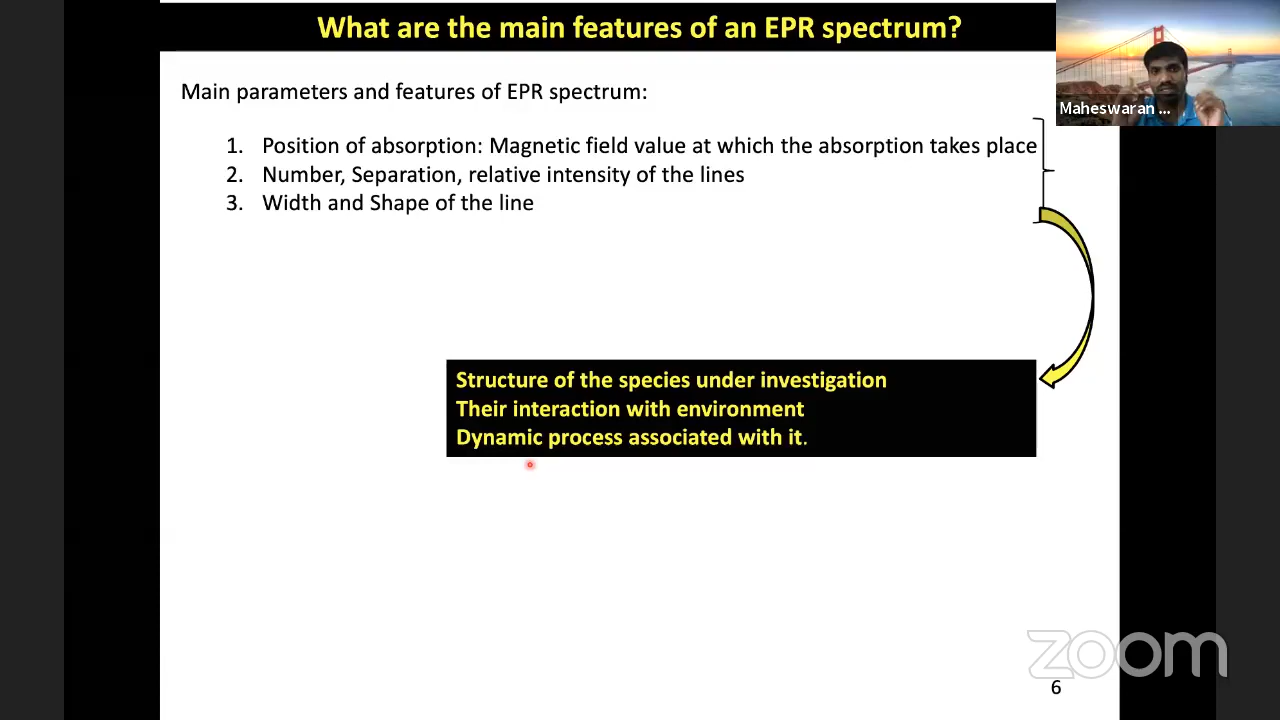 What are the main features of an EPR spectrum?
Maheswaran ...
Main parameters and features of EPR spectrum:
1. Position of absorption: Magnetic field value at which the absorption takes place
2. Number, Separation, relative intensity of the lines
3. Width and Shape of the line
Structure of the species under investigation
Their interaction with environment
Dynamic process associated with it.
zoom
6